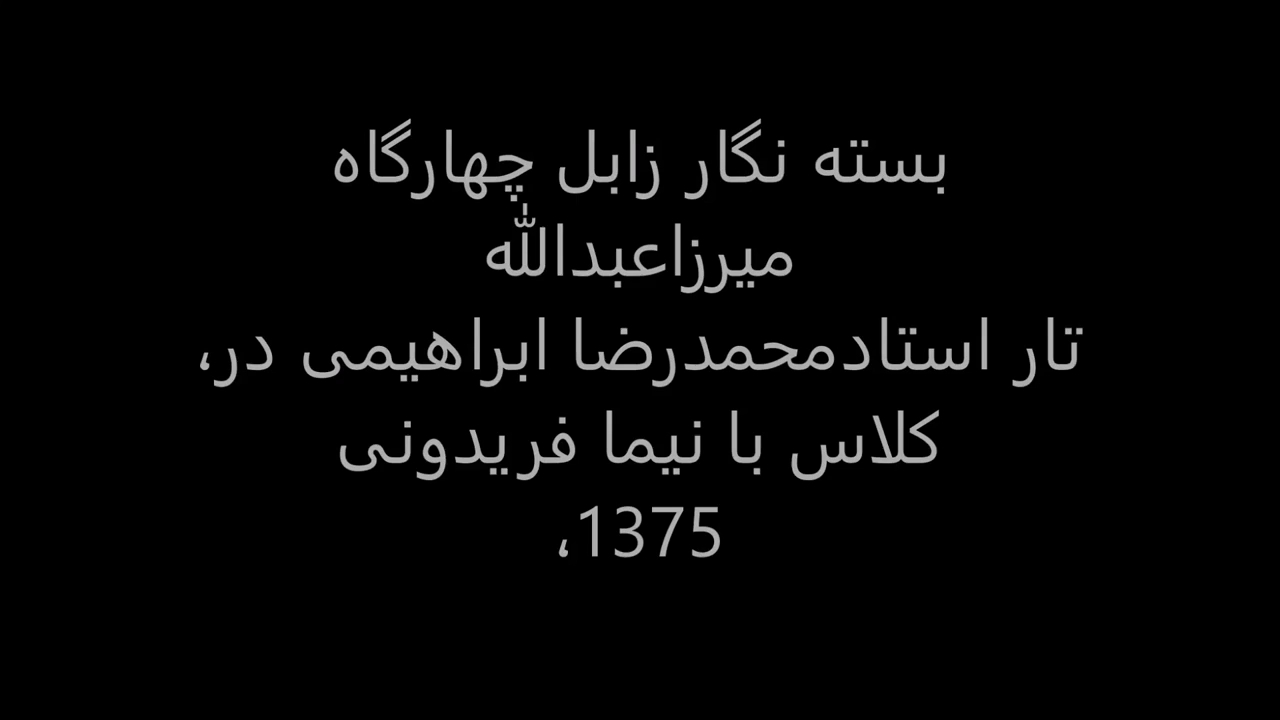 بسته نگار زابل چهارگاه
میرزاعبدالله
تار استادمحمدرضا ابراهیمی در،
کلاس با نیما فریدونی
1375،